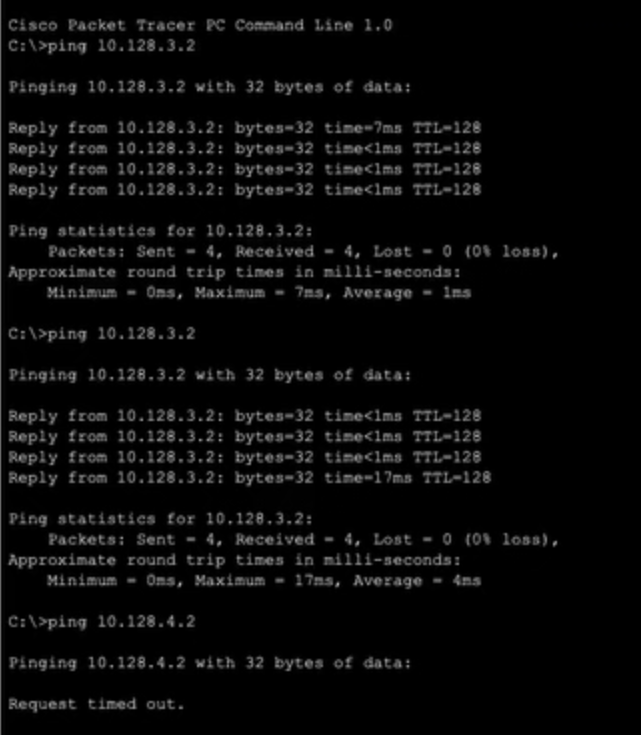 Cisco Packet Tracer PC Command Line 1.0
C:\>ping 10.128.3.2
Pinging 10.128.3.2 with 32 bytes of data:
Reply from 10.128.3.2: bytes=32 time=7ms TTL=128
Reply from 10.128.3.2: bytes=32 time<1ms TTL=128
Reply from 10.128.3.2: bytes=32 time<1ms TTL=128
Reply from 10.128.3.2: bytes=32 time<1ms TTL=128
Ping statistics for 10.128.3.2:
Packets: Sent = 4, Received = 4, Lost = 0 (0% loss),
Approximate round trip times in milli-seconds:
Minimum = 0ms, Maximum = 7ms, Average = 1ms
C:\>ping 10.128.3.2
Pinging 10.128.3.2 with 32 bytes of data:
Reply from 10.128.3.2: bytes=32 time<1ms TTL=128
Reply from 10.128.3.2: bytes=32 time<1ms TTL=128
Reply from 10.128.3.2: bytes=32 time<1ms TTL=128
Reply from 10.128.3.2: bytes=32 time=17ms TTL=128
Ping statistics for 10.128.3.2:
Packets: Sent = 4, Received = 4, Lost = 0 (0% loss),
Approximate round trip times in milli-seconds:
Minimum = 0ms, Maximum = 17ms, Average = 4ms
C:\>ping 10.128.4.2
Pinging 10.128.4.2 with 32 bytes of data:
Request timed out.